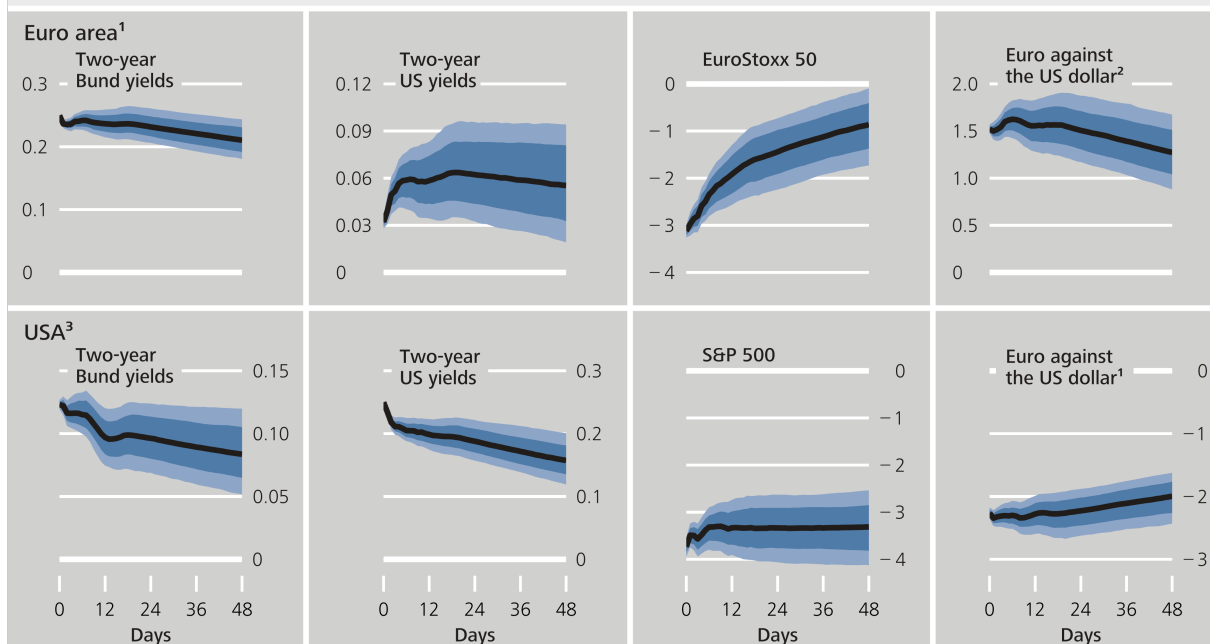 Euro area¹
Two-year
Bund yields
0.3
0.2
0.1
0
Two-year
US yields
0.12
0.09
0.06
0.03
0
EuroStoxx 50
0
−1
−2
−3
−4
Euro against
the US dollar²
2.0
1.5
1.0
0.5
0
USA³
Two-year
Bund yields
0.15
0.10
0.05
0
0 12 24 36 48
Days
Two-year
US yields
0.3
0.2
0.1
0
0 12 24 36 48
Days
S&P 500
0
−1
−2
−3
−4
0 12 24 36 48
Days
Euro against
the US dollar¹
0
−1
−2
−3
0 12 24 36 48
Days